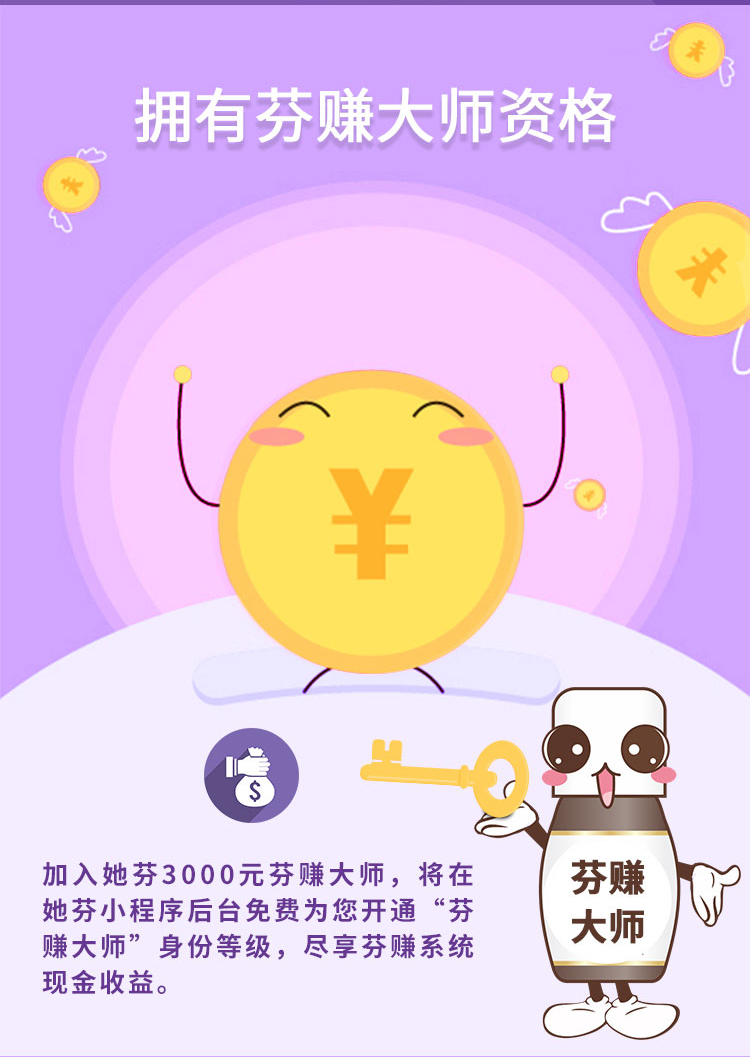 拥有芬赚大师资格
¥
$
芬赚
大师
加入她芬3000元芬赚大师，将在
她芬小程序后台免费为您开通“芬
赚大师”身份等级，尽享芬赚系统
现金收益。